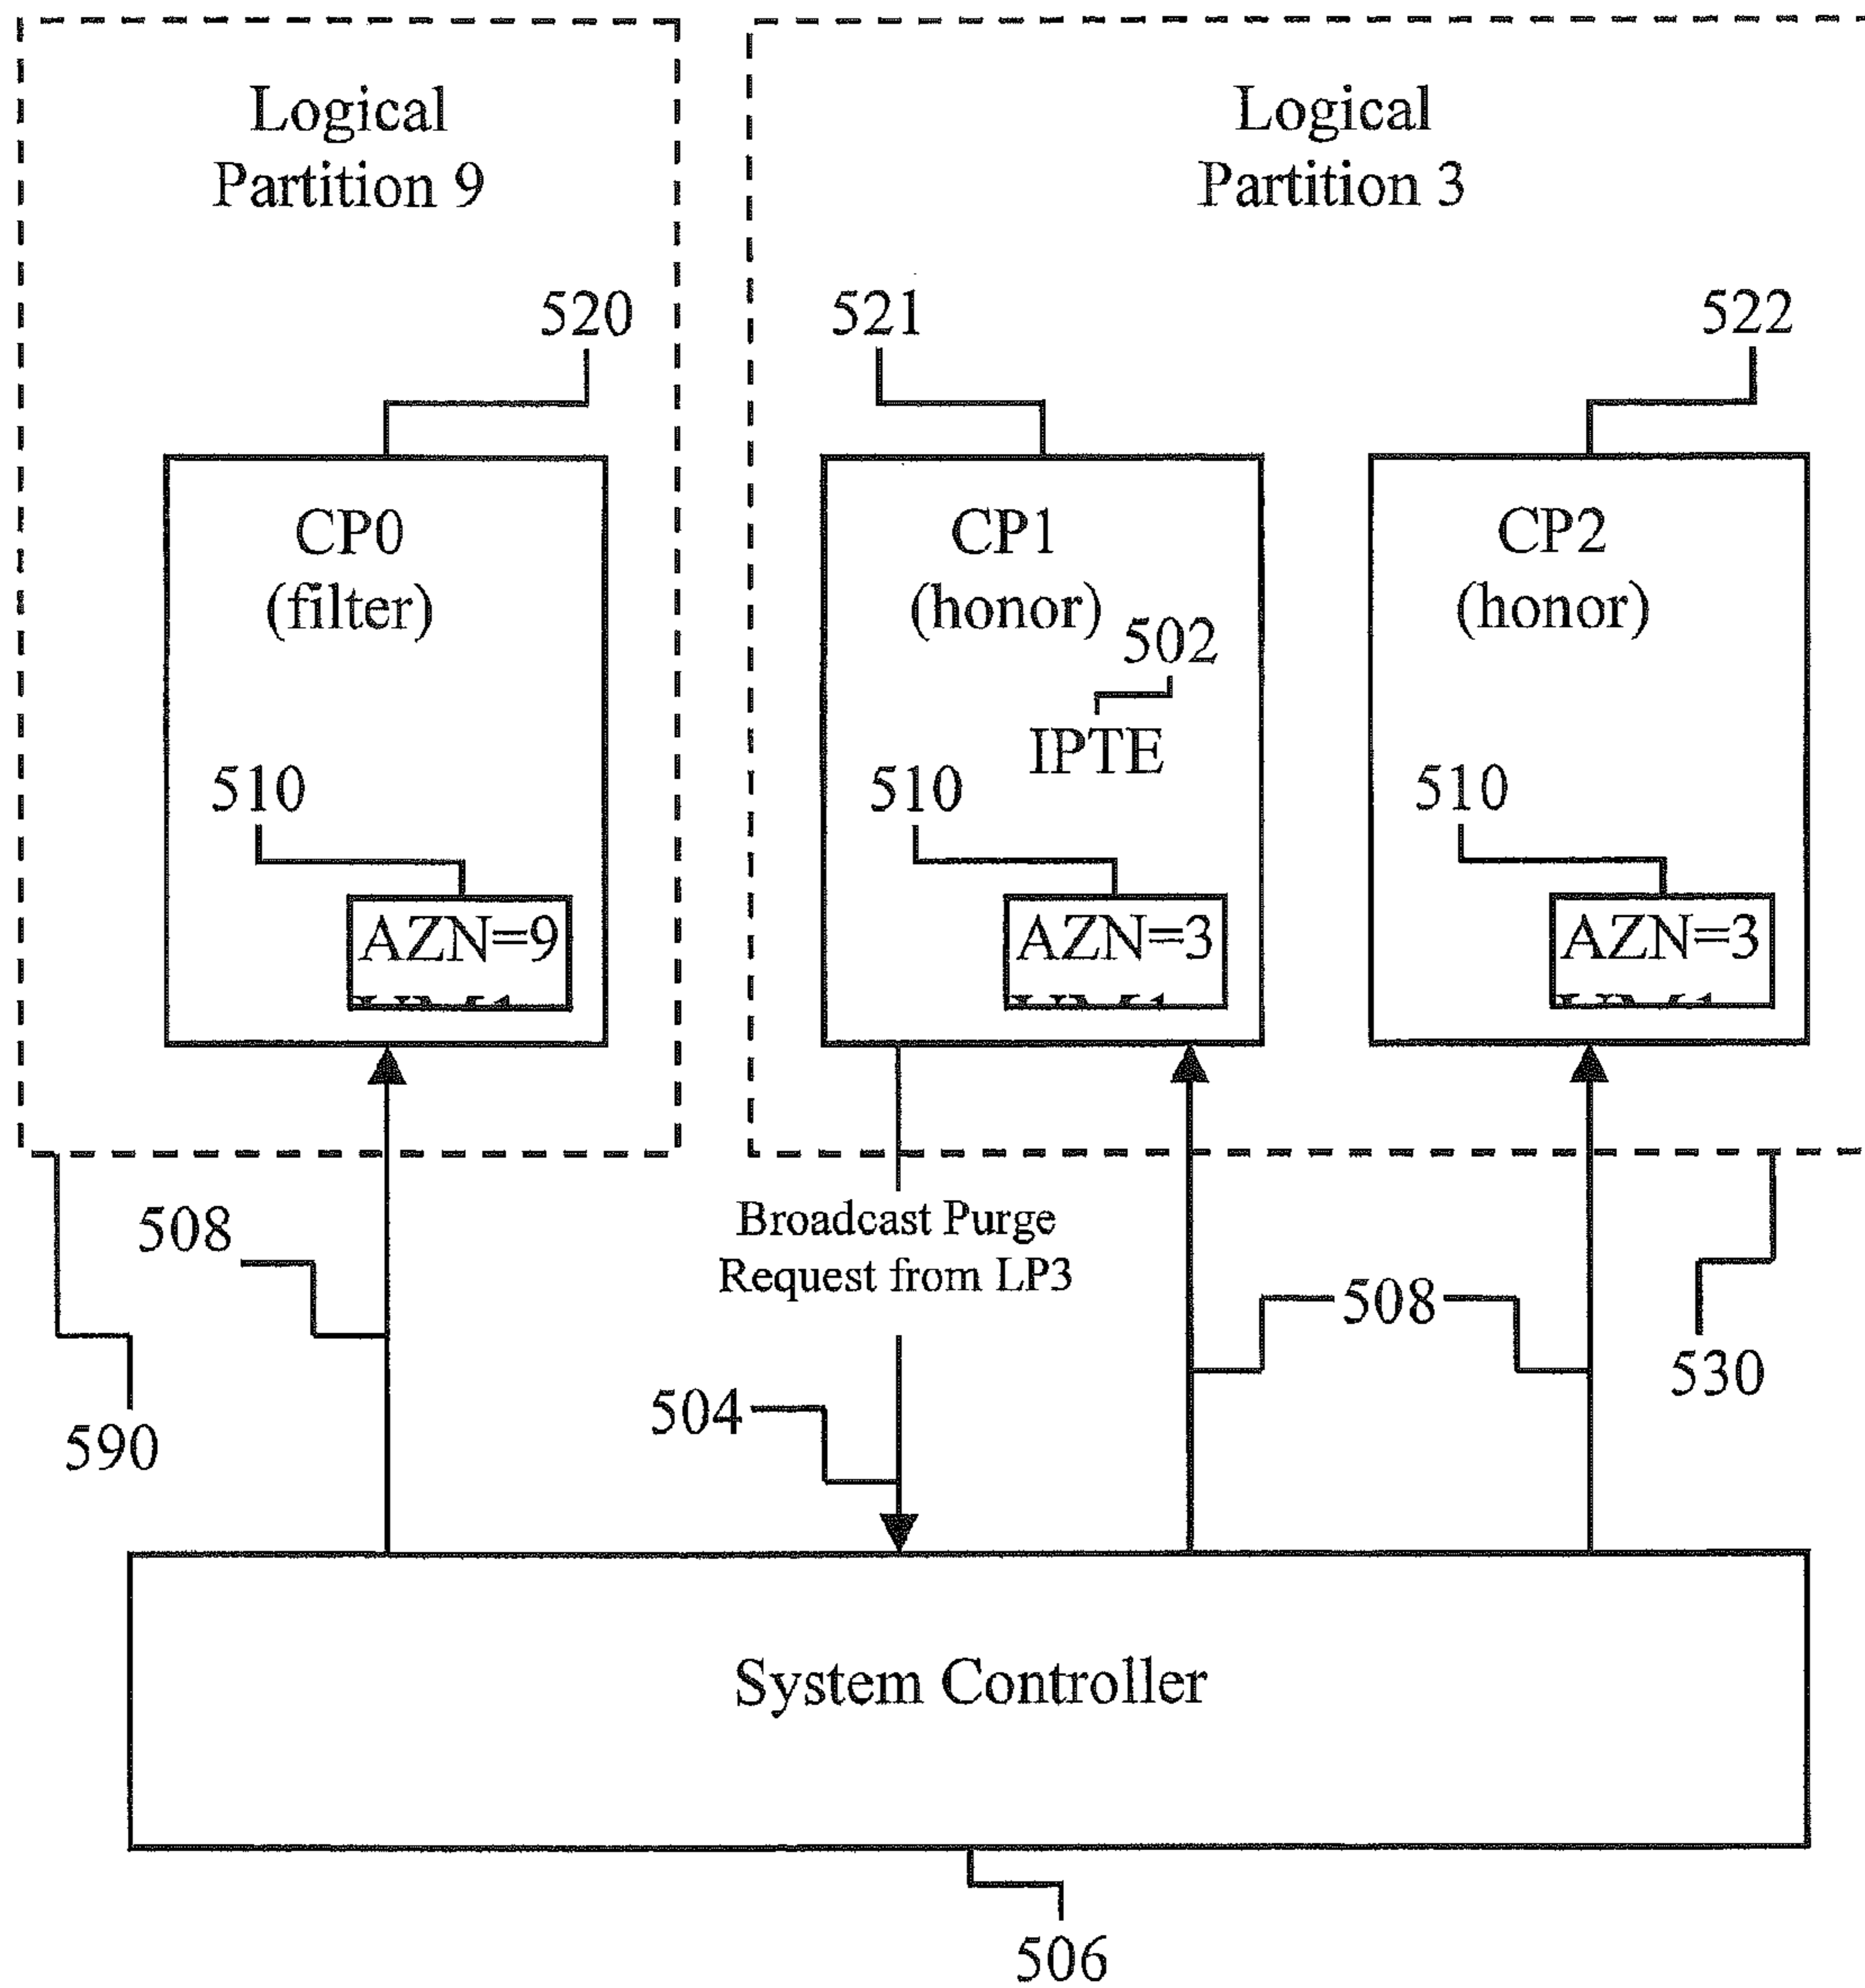 Logical
Partition 9
Logical
Partition 3
520
521
522
CP0
(filter)
CP1
(honor)
CP2
(honor)
502
IPTE
510
510
510
AZN=9
AZN=3
AZN=3
508
Broadcast Purge
Request from LP3
508
530
504
590
System Controller
506